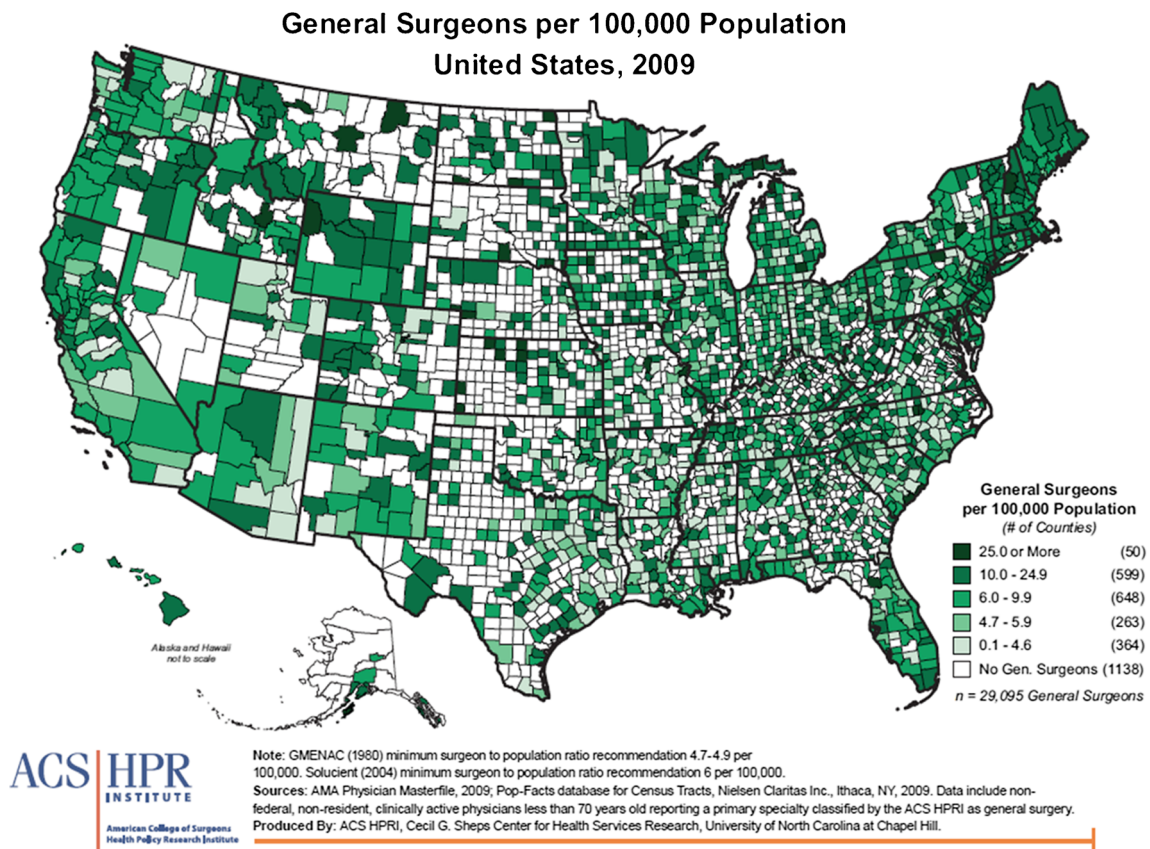 General Surgeons per 100,000 Population
United States, 2009
General Surgeons
per 100,000 Population
(# of Counties)
25.0 or More (50)
10.0 - 24.9 (599)
6.0 - 9.9 (648)
4.7 - 5.9 (263)
0.1 - 4.6 (364)
No Gen. Surgeons (1138)
n = 29,095 General Surgeons
Alaska and Hawaii
not to scale
ACS HPR
INSTITUTE
American College of Surgeons
Health Policy Research Institute
Note: GMENAC (1980) minimum surgeon to population ratio recommendation 4.7-4.9 per
100,000. Solucient (2004) minimum surgeon to population ratio recommendation 6 per 100,000.
Sources: AMA Physician Masterfile, 2009; Pop-Facts database for Census Tracts, Nielsen Claritas Inc., Ithaca, NY, 2009. Data include non-
federal, non-resident, clinically active physicians less than 70 years old reporting a primary specialty classified by the ACS HPRI as general surgery.
Produced By: ACS HPRI, Cecil G. Sheps Center for Health Services Research, University of North Carolina at Chapel Hill.